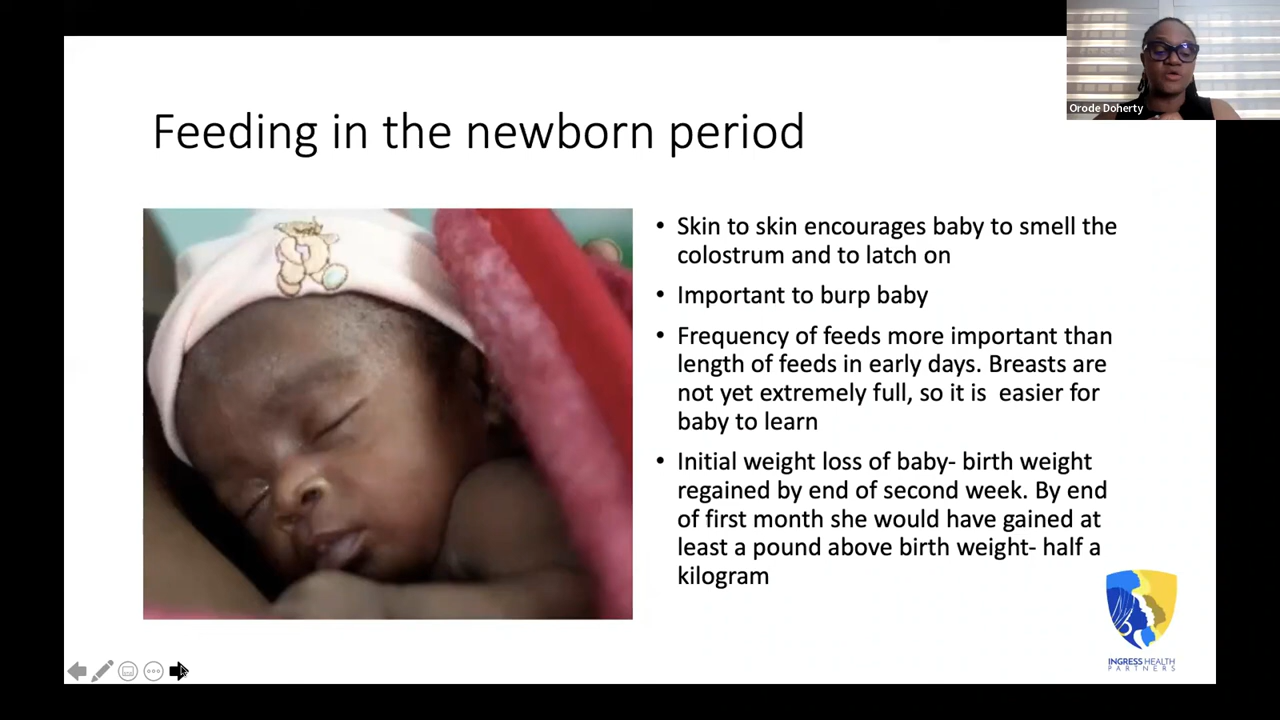 Orode Doherty
Feeding in the newborn period
• Skin to skin encourages baby to smell the
colostrum and to latch on
• Important to burp baby
• Frequency of feeds more important than
length of feeds in early days. Breasts are
not yet extremely full, so it is  easier for
baby to learn
• Initial weight loss of baby- birth weight
regained by end of second week. By end
of first month she would have gained at
least a pound above birth weight- half a
kilogram
INGRESS HEALTH
PARTNERS